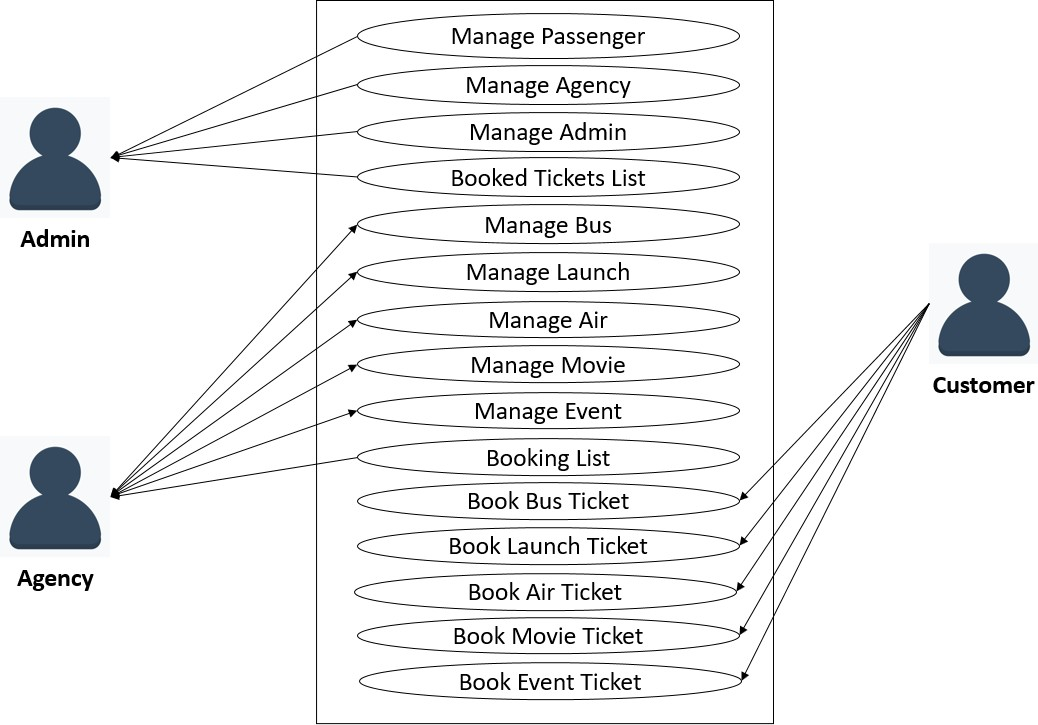 Manage Passenger
Manage Agency
Manage Admin
Booked Tickets List
Admin
Manage Bus
Manage Launch
Manage Air
Manage Movie
Customer
Manage Event
Booking List
Book Bus Ticket
Book Launch Ticket
Agency
Book Air Ticket
Book Movie Ticket
Book Event Ticket